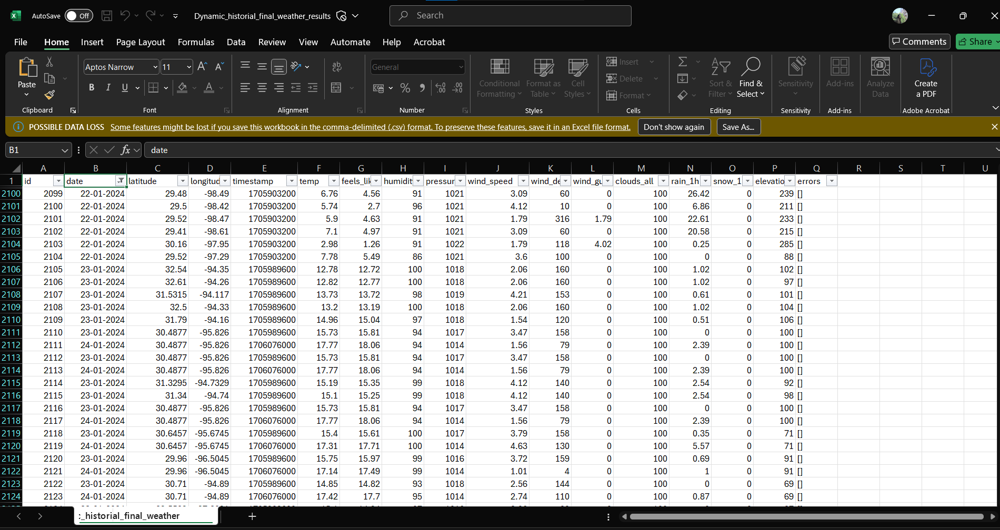 AutoSave Off Dynamic_historial_final_weather_results Search
File Home Insert Page Layout Formulas Data Review View Automate Help Acrobat Comments Share
Paste
Clipboard
Aptos Narrow 11
B I U A
Font
Alignment
General
Number
Conditional Formatting
Format as Table
Cell Styles
Styles
Insert
Delete
Format
Cells
Sort & Filter
Find & Select
Editing
Sensitivity
Sensitivity
Add-ins
Add-ins
Analyze Data
Create a PDF
Adobe Acrobat
POSSIBLE DATA LOSS Some features might be lost if you save this workbook in the comma-delimited (.csv) format. To preserve these features, save it in an Excel file format. Don't show again Save As...
B1 fx date
A B C D E F G H I J K L M N O P Q R S T U
1 id date latitude longitud timestamp temp feels_lik humidit pressur wind_speed wind_de wind_gu clouds_all rain_1h snow_1 elevatio errors
2100 2099 22-01-2024 29.48 -98.49 1705903200 6.76 4.56 91 1021 3.09 60 0 100 26.42 0 239 []
2101 2100 22-01-2024 29.5 -98.42 1705903200 5.74 2.7 96 1021 4.12 10 0 100 6.86 0 211 []
2102 2101 22-01-2024 29.52 -98.47 1705903200 5.9 4.63 91 1021 1.79 316 1.79 100 22.61 0 233 []
2103 2102 22-01-2024 29.41 -98.61 1705903200 7.1 4.97 91 1021 3.09 60 0 100 20.58 0 215 []
2104 2103 22-01-2024 30.16 -97.95 1705903200 2.98 1.26 91 1022 1.79 118 4.02 100 0.25 0 285 []
2105 2104 22-01-2024 29.52 -97.29 1705903200 7.78 5.49 86 1021 3.6 100 0 100 0 0 88 []
2106 2105 23-01-2024 32.54 -94.35 1705989600 12.78 12.72 100 1018 2.06 160 0 100 1.02 0 102 []
2107 2106 23-01-2024 32.61 -94.26 1705989600 12.82 12.77 100 1018 2.06 160 0 100 1.02 0 97 []
2108 2107 23-01-2024 31.5315 -94.117 1705989600 13.73 13.72 98 1019 4.21 153 0 100 0.61 0 101 []
2109 2108 23-01-2024 32.5 -94.33 1705989600 13.2 13.19 100 1018 2.06 160 0 100 1.02 0 104 []
2110 2109 23-01-2024 31.79 -94.16 1705989600 14.96 15.04 97 1018 1.54 120 0 100 0.51 0 106 []
2111 2110 23-01-2024 30.4877 -95.826 1705989600 15.73 15.81 94 1017 3.47 158 0 100 0 0 100 []
2112 2111 24-01-2024 30.4877 -95.826 1706076000 17.77 18.06 94 1014 1.56 79 0 100 2.39 0 100 []
2113 2112 23-01-2024 30.4877 -95.826 1705989600 15.73 15.81 94 1017 3.47 158 0 100 0 0 100 []
2114 2113 24-01-2024 30.4877 -95.826 1706076000 17.77 18.06 94 1014 1.56 79 0 100 2.39 0 100 []
2115 2114 23-01-2024 31.3295 -94.7329 1705989600 15.19 15.35 99 1018 4.12 140 0 100 2.54 0 92 []
2116 2115 23-01-2024 31.34 -94.74 1705989600 15.1 15.25 99 1018 4.12 140 0 100 2.54 0 98 []
2117 2116 23-01-2024 30.4877 -95.826 1705989600 15.73 15.81 94 1017 3.47 158 0 100 0 0 100 []
2118 2117 24-01-2024 30.4877 -95.826 1706076000 17.77 18.06 94 1014 1.56 79 0 100 2.39 0 100 []
2119 2118 23-01-2024 30.6457 -95.6745 1705989600 15.4 15.61 100 1017 3.79 158 0 100 0.35 0 71 []
2120 2119 24-01-2024 30.6457 -95.6745 1706076000 17.31 17.71 100 1014 4.63 130 0 100 5.57 0 71 []
2121 2120 23-01-2024 29.96 -96.5045 1705989600 15.75 15.97 99 1016 3.72 159 0 100 0.69 0 91 []
2122 2121 24-01-2024 29.96 -96.5045 1706076000 17.14 17.49 99 1014 1.01 4 0 100 1 0 91 []
2123 2122 23-01-2024 30.71 -94.89 1705989600 14.85 14.82 93 1018 2.56 144 0 100 0 0 69 []
2124 2123 24-01-2024 30.71 -94.89 1706076000 17.42 17.7 95 1014 2.74 110 0 100 0.87 0 69 []
_historial_final_weather